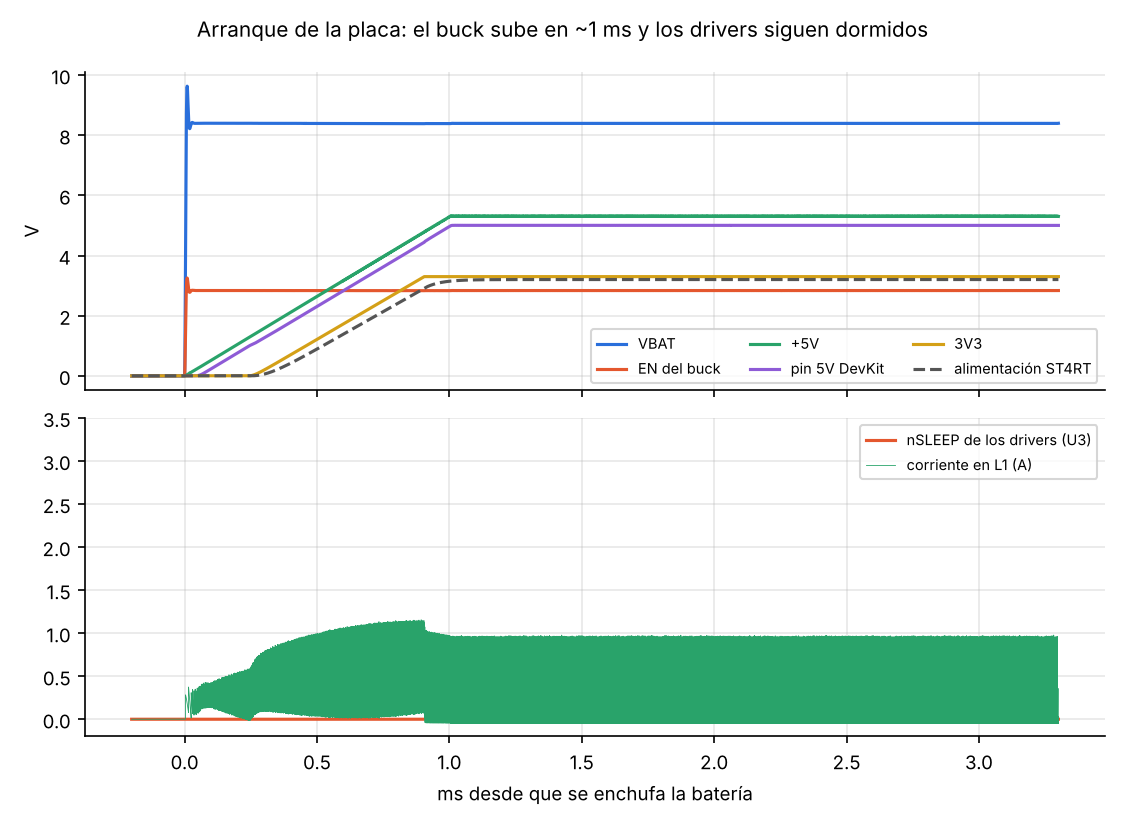 Arranque de la placa: el buck sube en ~1 ms y los drivers siguen dormidos
10
8
6
4
2
0
V
VBAT
EN del buck
+5V
pin 5V DevKit
3V3
alimentación ST4RT
3.5
3.0
2.5
2.0
1.5
1.0
0.5
0.0
nSLEEP de los drivers (U3)
corriente en L1 (A)
0.0 0.5 1.0 1.5 2.0 2.5 3.0
ms desde que se enchufa la batería